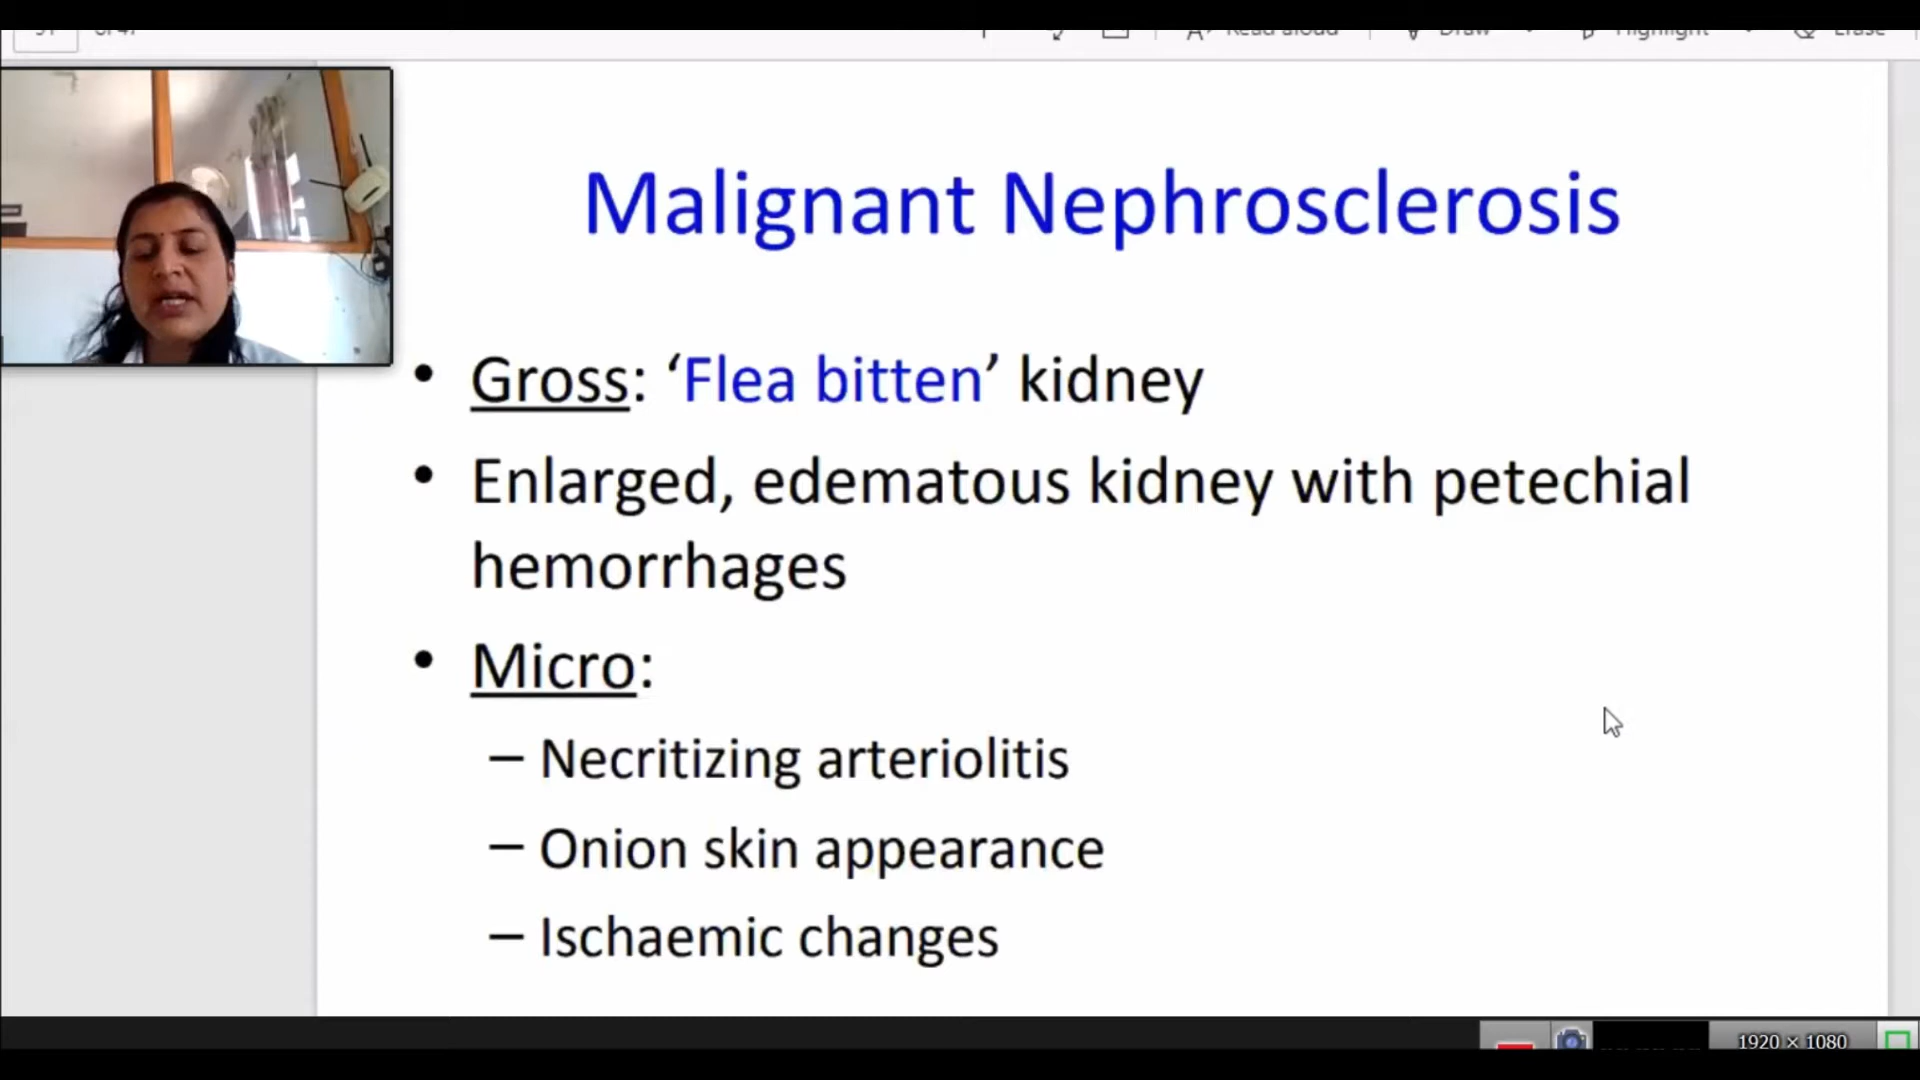 Read aloud
Draw
Highlight
Erase
Malignant Nephrosclerosis
• Gross: ‘Flea bitten’ kidney
• Enlarged, edematous kidney with petechial
hemorrhages
• Micro:
– Necritizing arteriolitis
– Onion skin appearance
– Ischaemic changes
1920 × 1080